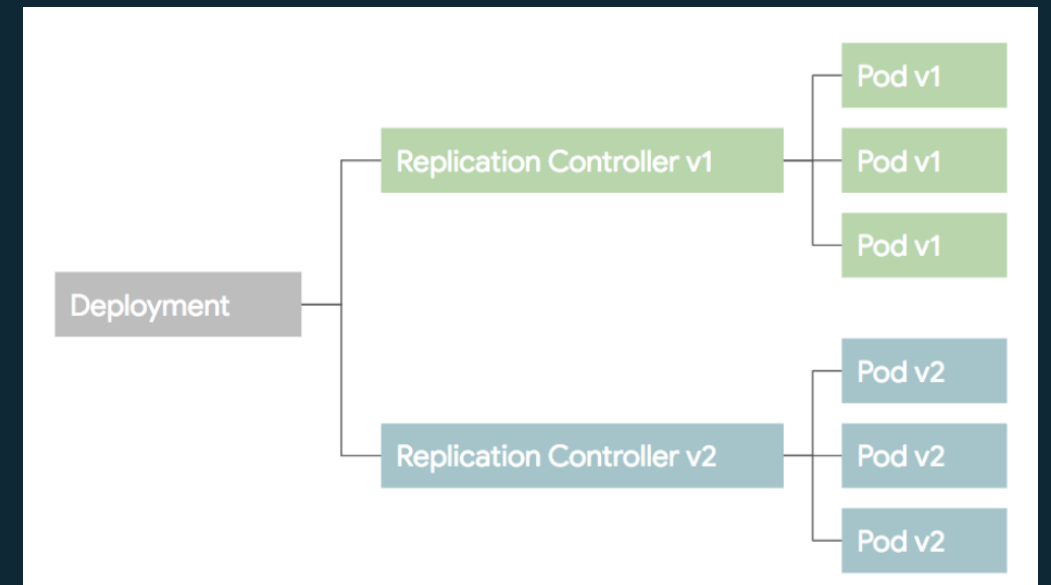 Deployment
Replication Controller v1
Pod v1
Pod v1
Pod v1
Replication Controller v2
Pod v2
Pod v2
Pod v2